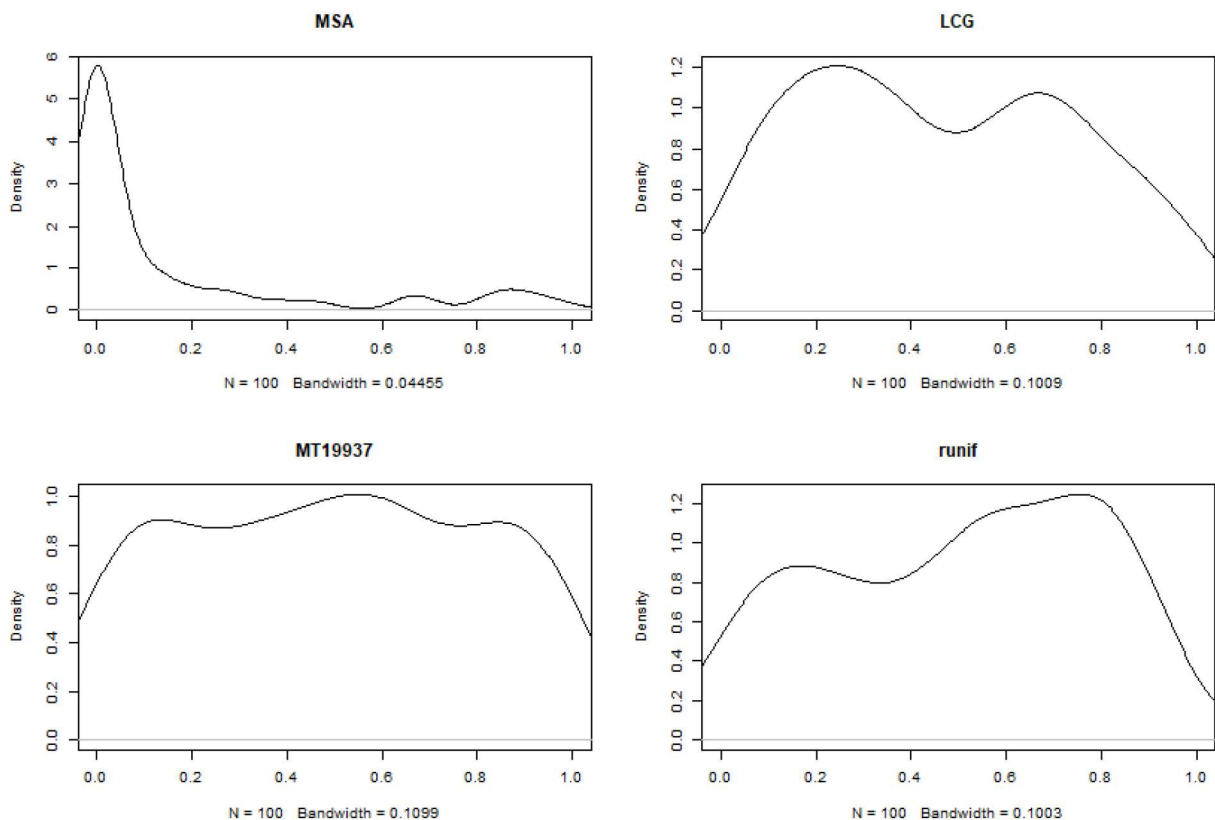 MSA
Density
6
5
4
3
2
1
0
0.0 0.2 0.4 0.6 0.8 1.0
N = 100 Bandwidth = 0.04455
LCG
Density
1.2
1.0
0.8
0.6
0.4
0.2
0.0
0.0 0.2 0.4 0.6 0.8 1.0
N = 100 Bandwidth = 0.1009
MT19937
Density
1.0
0.8
0.6
0.4
0.2
0.0
0.0 0.2 0.4 0.6 0.8 1.0
N = 100 Bandwidth = 0.1099
runif
Density
1.2
1.0
0.8
0.6
0.4
0.2
0.0
0.0 0.2 0.4 0.6 0.8 1.0
N = 100 Bandwidth = 0.1003